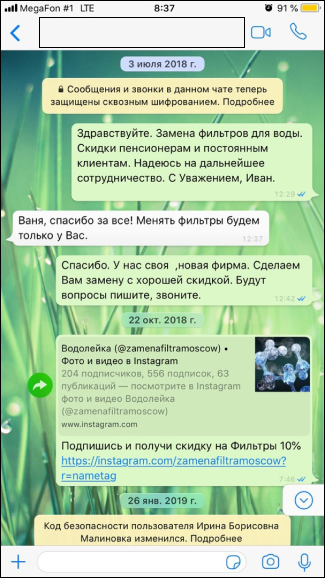 MegaFon #1 LTE 8:37 91 %
3 июля 2018 г.
Сообщения и звонки в данном чате теперь
защищены сквозным шифрованием. Подробнее
Здравствуйте. Замена фильтров для воды.
Скидки пенсионерам и постоянным
клиентам. Надеюсь на дальнейшее
сотрудничество. С Уважением, Иван.
12:29
Ваня, спасибо за все! Менять фильтры будем
только у Вас.
12:37
Спасибо. У нас своя ,новая фирма. Сделаем
Вам замену с хорошей скидкой. Будут
вопросы пишите, звоните.
12:42
22 окт. 2018 г.
Водолейка (@zamenafiltramoscow) •
Фото и видео в Instagram
204 подписчиков, 556 подписок, 63
публикаций — посмотрите в Instagram
фото и видео Водолейка
(@zamenafiltramoscow)
www.instagram.com
Подпишись и получи скидку на Фильтры 10%
https://instagram.com/zamenafiltramoscow?
r=nametag
7:46
26 янв. 2019 г.
Код безопасности пользователя Ирина Борисовна
Малиновка изменился. Подробнее